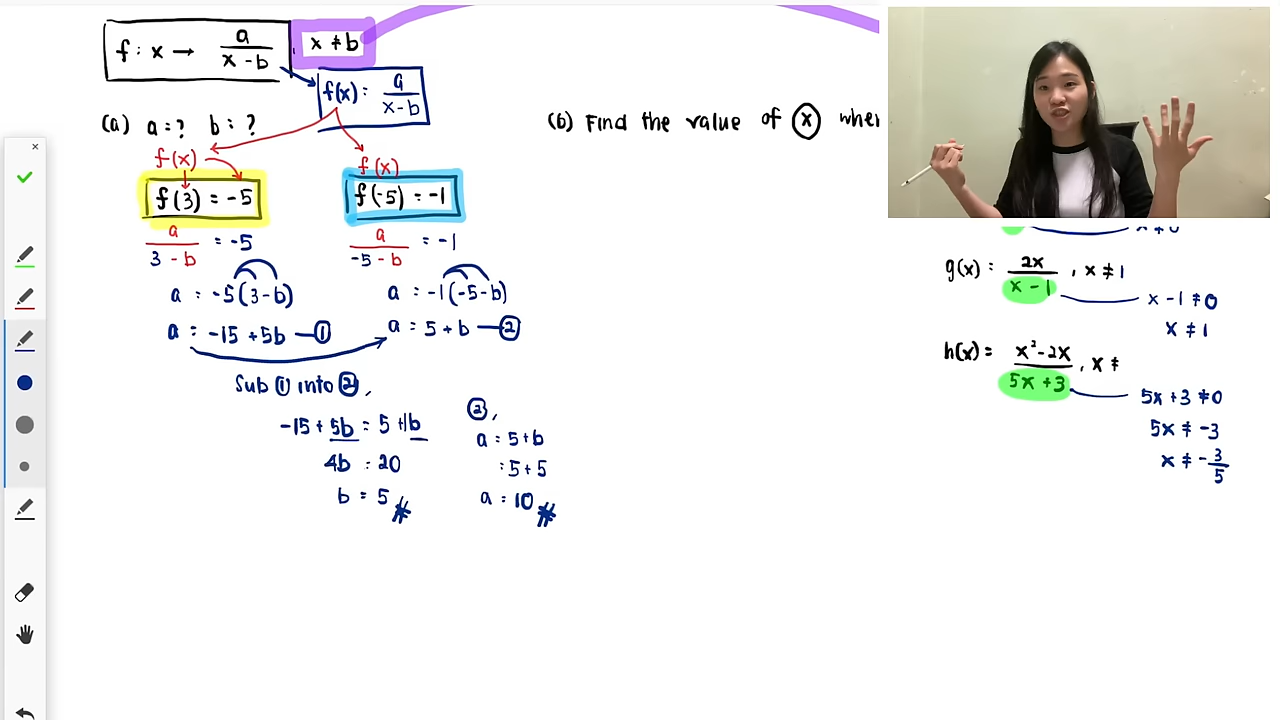 f : x → a/(x - b) , x ≠ b
f(x) : a/(x - b)
(a) a = ? b = ?
f(x)
f(3) = -5
a/(3 - b) = -5
a = -5(3 - b)
a = -15 + 5b — ①
f(x)
f(-5) = -1
a/(-5 - b) = -1
a = -1(-5 - b)
a = 5 + b — ②
Sub ① into ②,
-15 + 5b = 5 + 1b
4b = 20
b = 5 #
②,
a = 5 + b
= 5 + 5
a = 10 #
(b) Find the value of x
g(x) = 2x/(x - 1) , x ≠ 1
x - 1 ≠ 0
x ≠ 1
h(x) = (x² - 2x)/(5x + 3) , x ≠
5x + 3 ≠ 0
5x ≠ -3
x ≠ -3/5